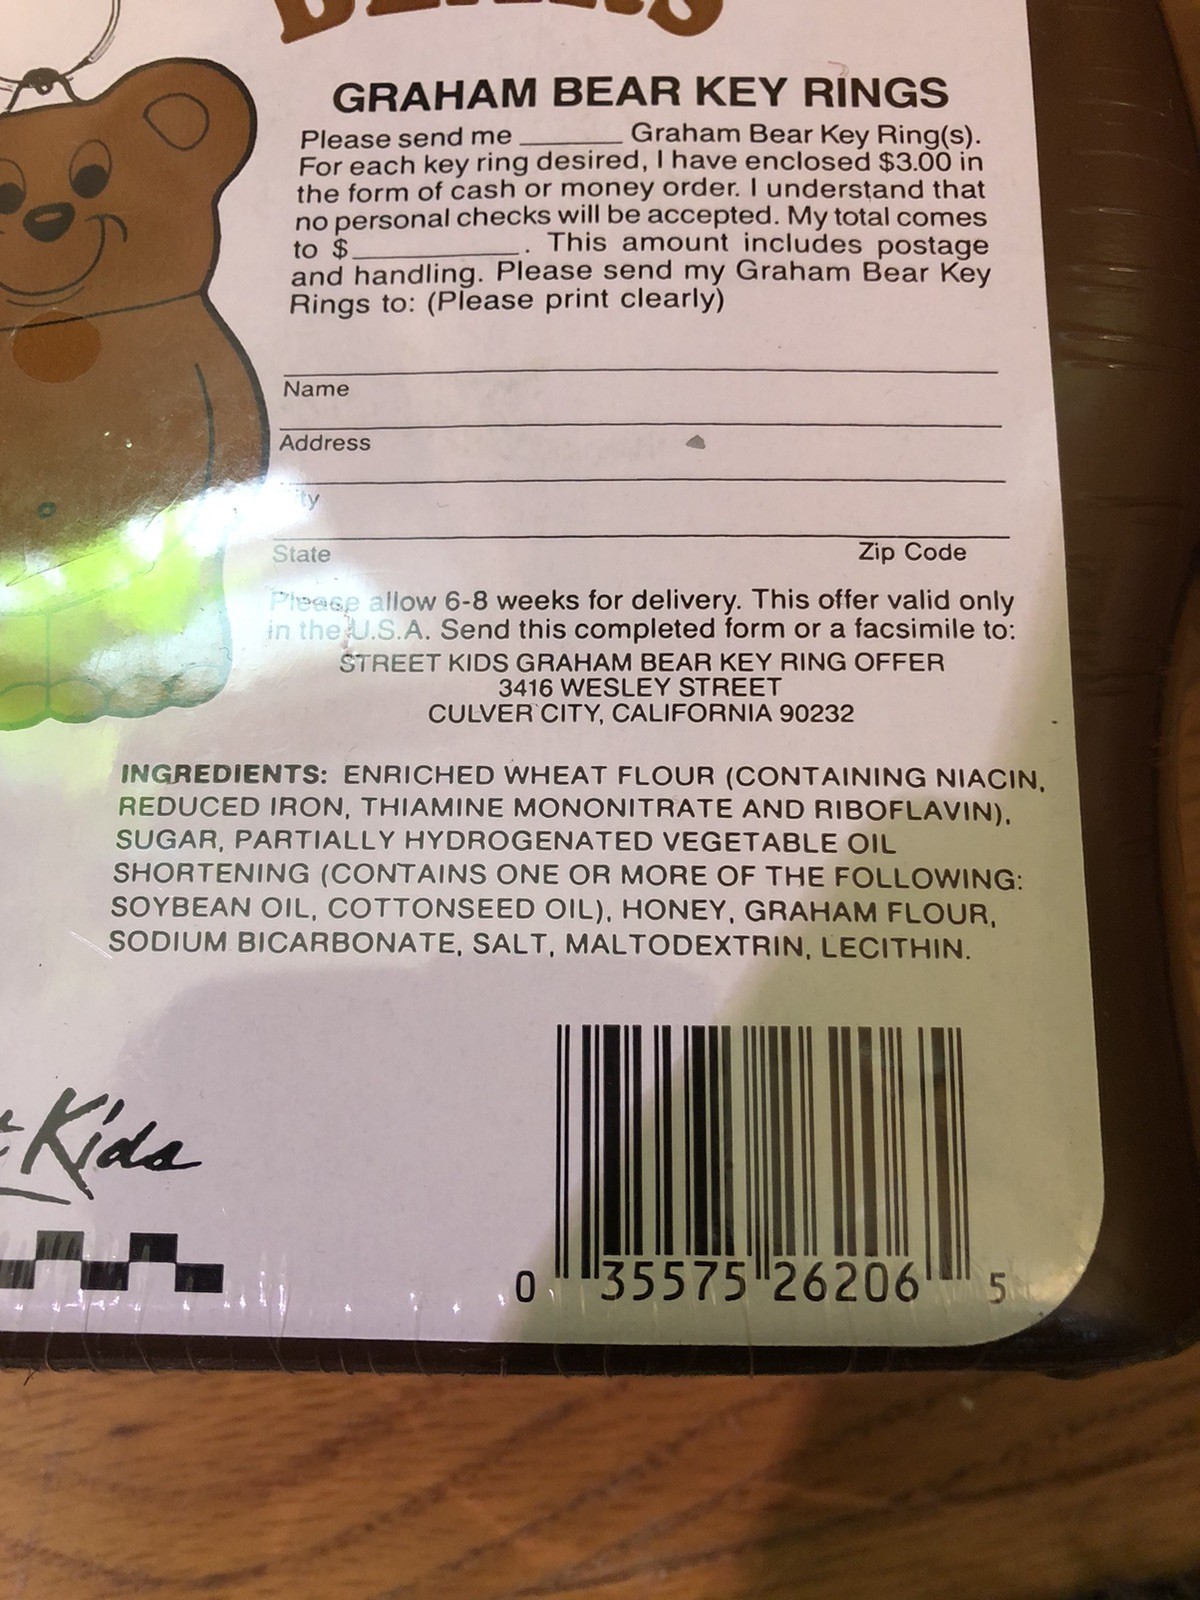 BEARS
GRAHAM BEAR KEY RINGS
Please send me ______ Graham Bear Key Ring(s).
For each key ring desired, I have enclosed $3.00 in
the form of cash or money order. I understand that
no personal checks will be accepted. My total comes
to $__________. This amount includes postage
and handling. Please send my Graham Bear Key
Rings to: (Please print clearly)
Name
Address
City
State Zip Code
Please allow 6-8 weeks for delivery. This offer valid only
in the U.S.A. Send this completed form or a facsimile to:
STREET KIDS GRAHAM BEAR KEY RING OFFER
3416 WESLEY STREET
CULVER CITY, CALIFORNIA 90232
INGREDIENTS: ENRICHED WHEAT FLOUR (CONTAINING NIACIN,
REDUCED IRON, THIAMINE MONONITRATE AND RIBOFLAVIN),
SUGAR, PARTIALLY HYDROGENATED VEGETABLE OIL
SHORTENING (CONTAINS ONE OR MORE OF THE FOLLOWING:
SOYBEAN OIL, COTTONSEED OIL), HONEY, GRAHAM FLOUR,
SODIUM BICARBONATE, SALT, MALTODEXTRIN, LECITHIN.
Kids
0 35575 26206 5